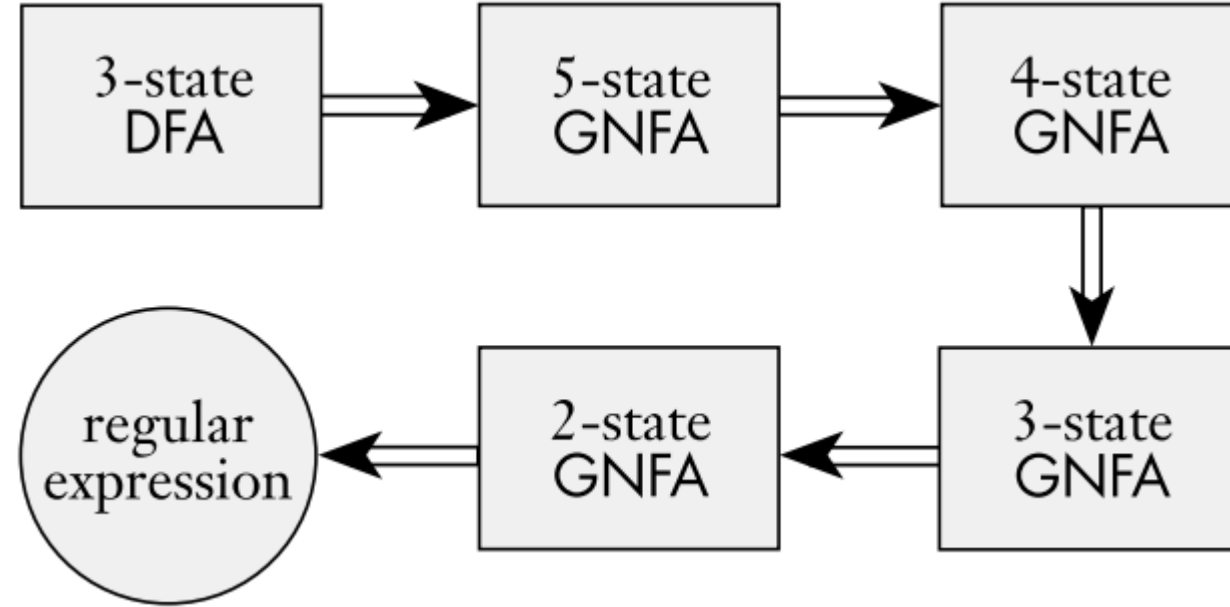 3-state
DFA
5-state
GNFA
4-state
GNFA
3-state
GNFA
2-state
GNFA
regular
expression